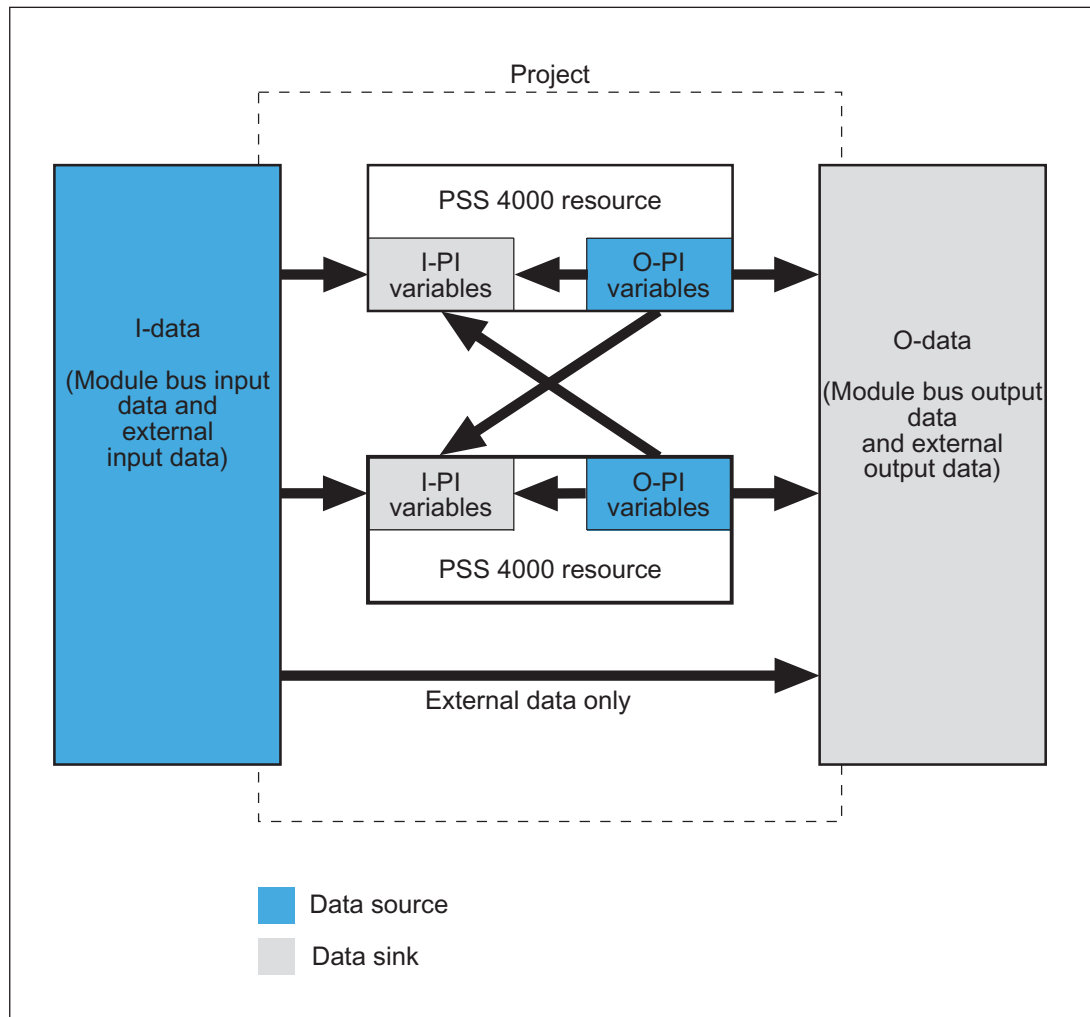 Project
PSS 4000 resource
I-PI
variables
O-PI
variables
I-data
(Module bus input
data and
external
input data)
O-data
(Module bus output
data
and external
output data)
I-PI
variables
O-PI
variables
PSS 4000 resource
External data only
Data source
Data sink